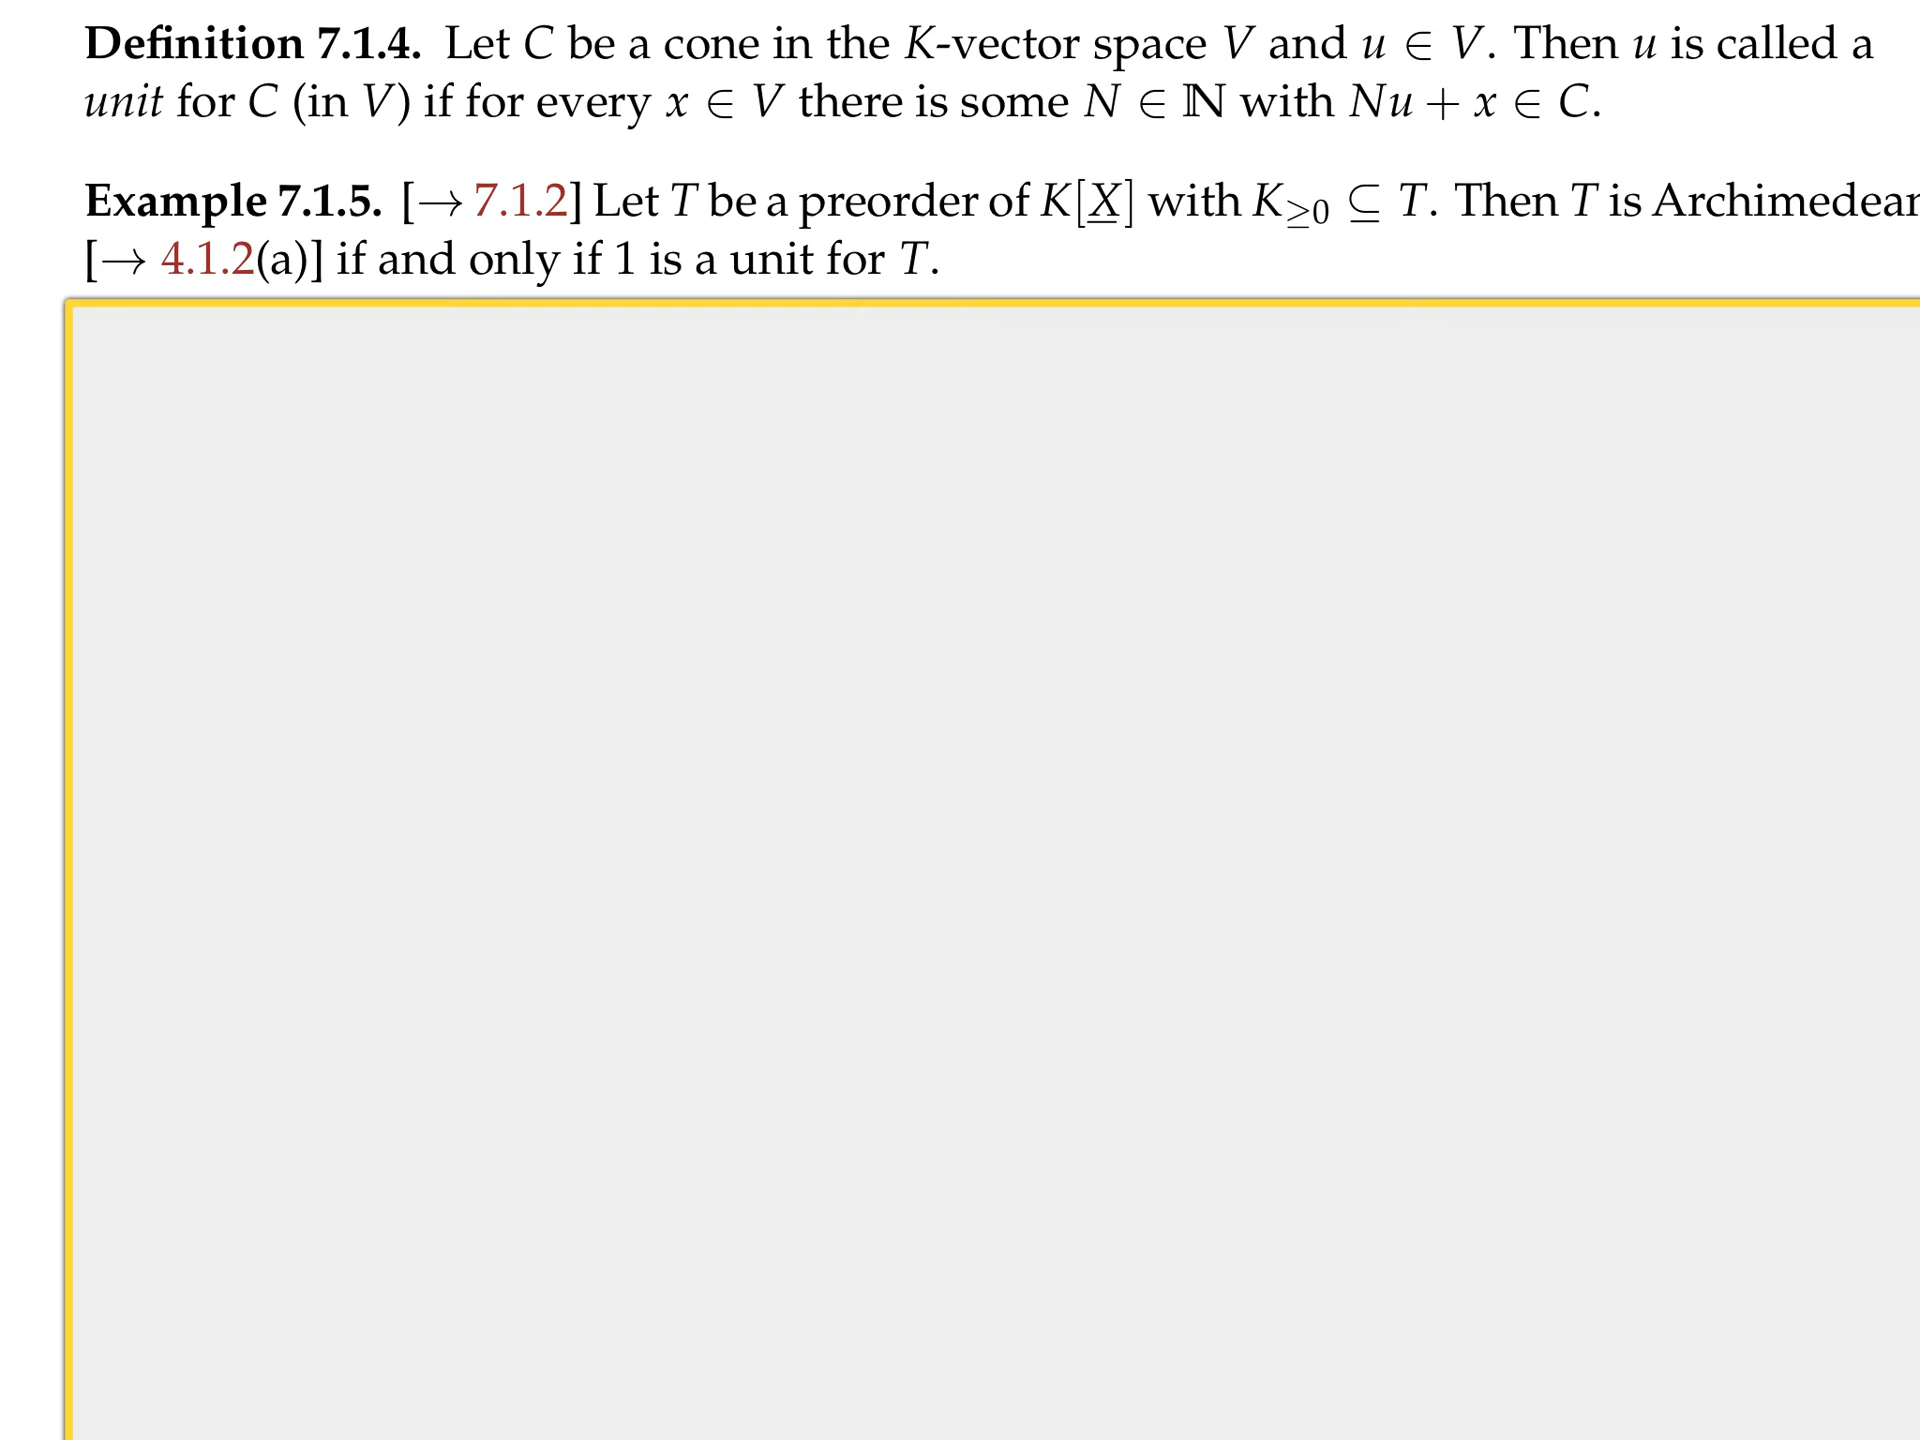 Definition 7.1.4. Let C be a cone in the K-vector space V and u ∈ V. Then u is called a
unit for C (in V) if for every x ∈ V there is some N ∈ ℕ with Nu + x ∈ C.
Example 7.1.5. [→ 7.1.2] Let T be a preorder of K[X̲] with K≥0 ⊆ T. Then T is Archimedean
[→ 4.1.2(a)] if and only if 1 is a unit for T.